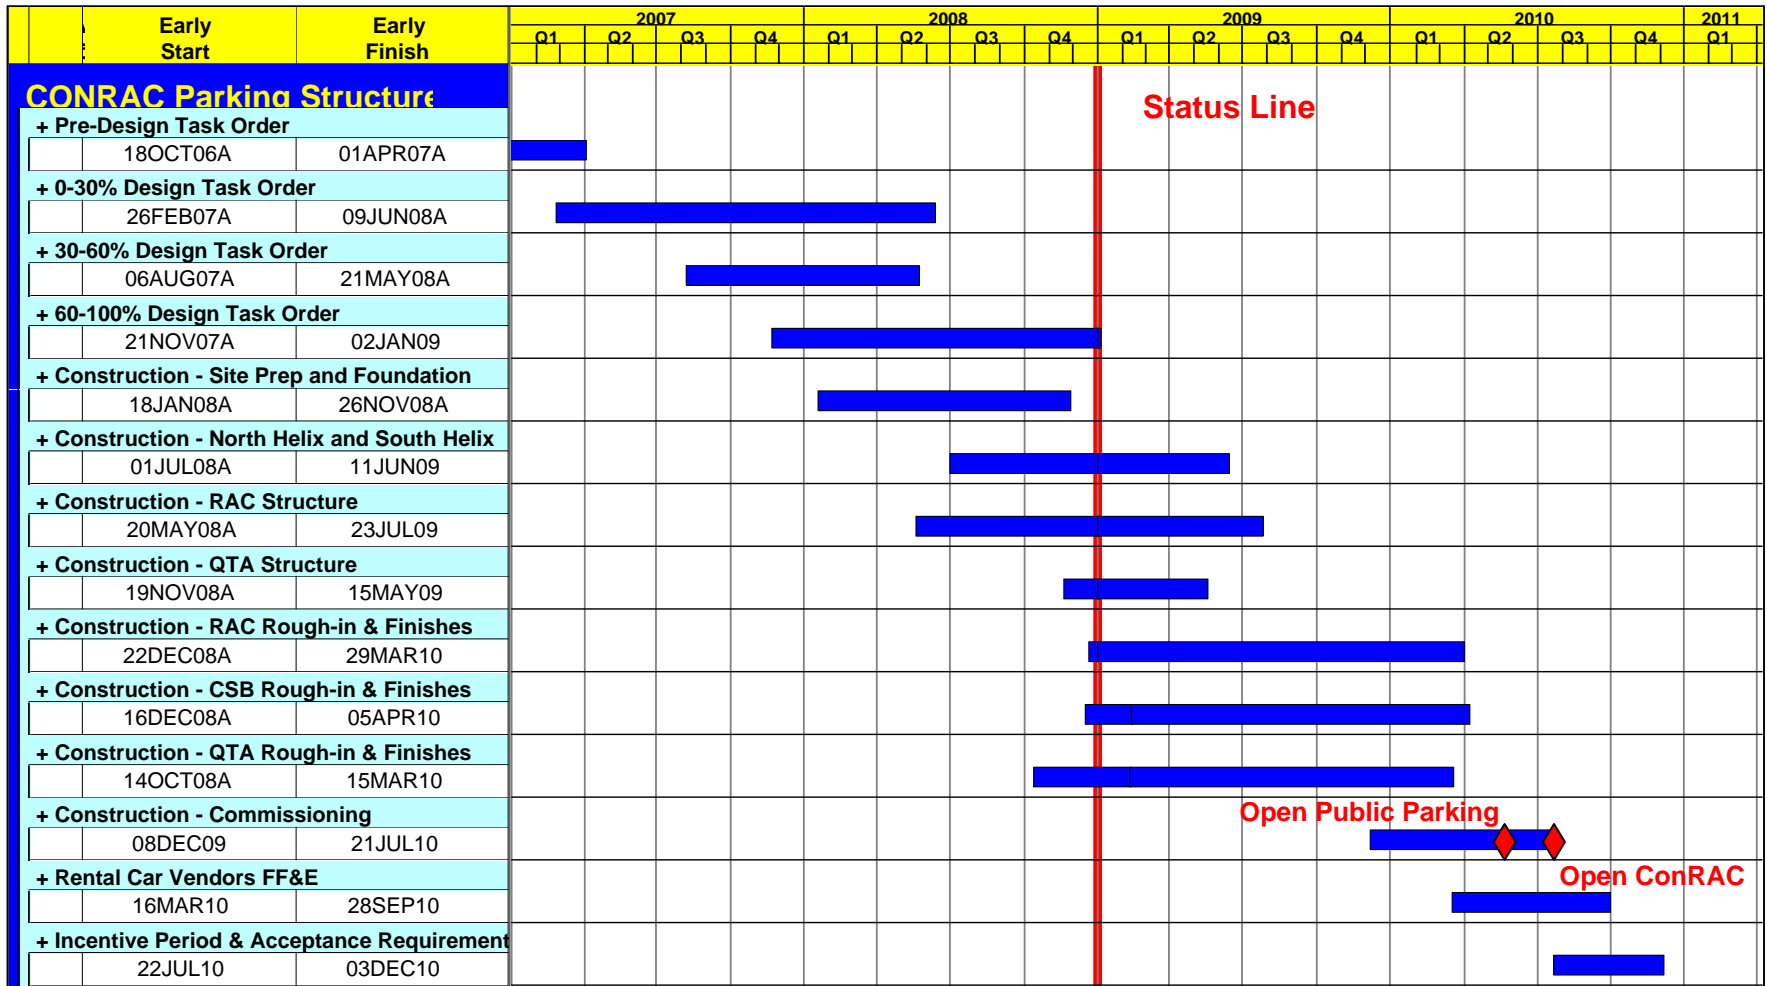 2007 2008 2009 2010 2011
Early Early
Start Finish
Q1 Q2 Q3 Q4 Q1 Q2 Q3 Q4 Q1 Q2 Q3 Q4 Q1 Q2 Q3 Q4 Q1
CONRAC Parking Structure
Status Line
+ Pre-Design Task Order
18OCT06A 01APR07A
+ 0-30% Design Task Order
26FEB07A 09JUN08A
+ 30-60% Design Task Order
06AUG07A 21MAY08A
+ 60-100% Design Task Order
21NOV07A 02JAN09
+ Construction - Site Prep and Foundation
18JAN08A 26NOV08A
+ Construction - North Helix and South Helix
01JUL08A 11JUN09
+ Construction - RAC Structure
20MAY08A 23JUL09
+ Construction - QTA Structure
19NOV08A 15MAY09
+ Construction - RAC Rough-in & Finishes
22DEC08A 29MAR10
+ Construction - CSB Rough-in & Finishes
16DEC08A 05APR10
+ Construction - QTA Rough-in & Finishes
14OCT08A 15MAR10
+ Construction - Commissioning
Open Public Parking
08DEC09 21JUL10
+ Rental Car Vendors FF&E
Open ConRAC
16MAR10 28SEP10
+ Incentive Period & Acceptance Requirement
22JUL10 03DEC10